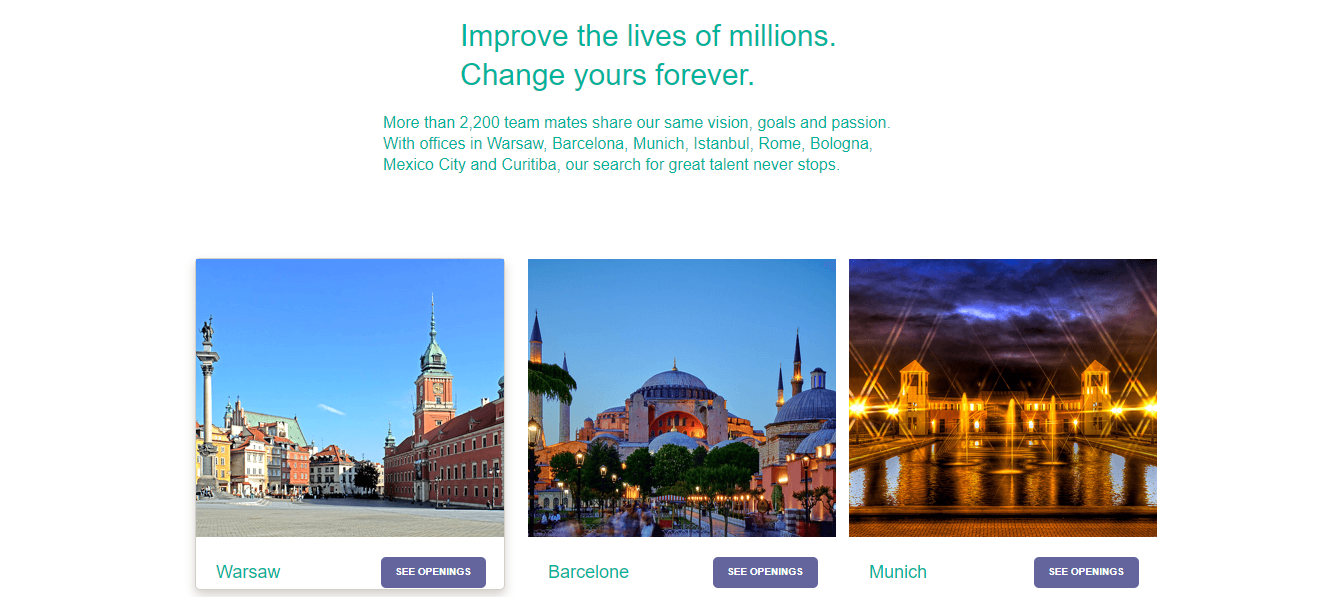 Improve the lives of millions.
Change yours forever.
More than 2,200 team mates share our same vision, goals and passion.
With offices in Warsaw, Barcelona, Munich, Istanbul, Rome, Bologna,
Mexico City and Curitiba, our search for great talent never stops.
Warsaw
SEE OPENINGS
Barcelone
SEE OPENINGS
Munich
SEE OPENINGS